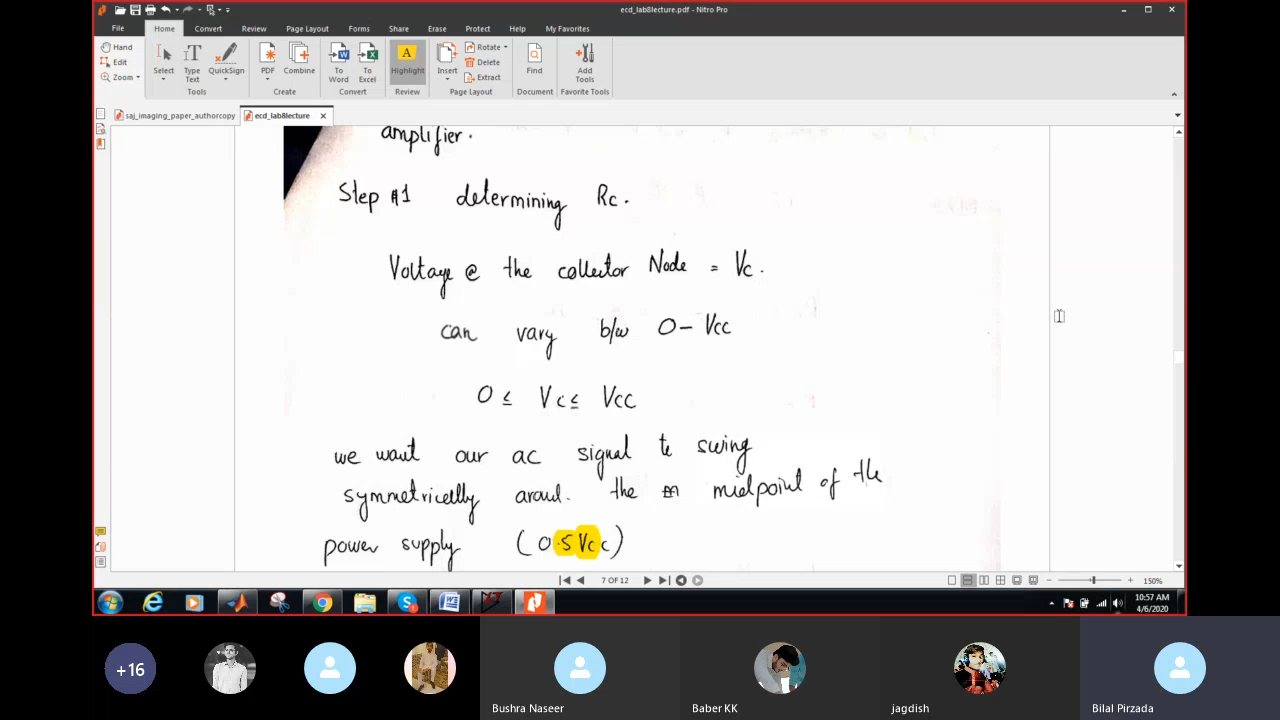 ecd_lab8lecture.pdf - Nitro Pro
File Home Convert Review Page Layout Forms Share Erase Protect Help My Favorites
Hand
Edit
Zoom
Select
Type Text
QuickSign
PDF
Combine
To Word
To Excel
Highlight
Insert
Rotate
Delete
Extract
Find
Add Tools
Tools Create Convert Review Page Layout Document Favorite Tools
saj_imaging_paper_authorcopy ecd_lab8lecture
amplifier.
Step #1 determining Rc.
Voltage @ the collector Node = Vc.
can vary b/w 0 - Vcc
0 ≤ Vc ≤ Vcc
we want our ac signal to swing
symmetriclly aroud. the m midpoint of the
power supply (0.5Vcc)
7 OF 12
150%
10:57 AM
4/6/2020
+16
Bushra Naseer Baber KK jagdish Bilal Pirzada